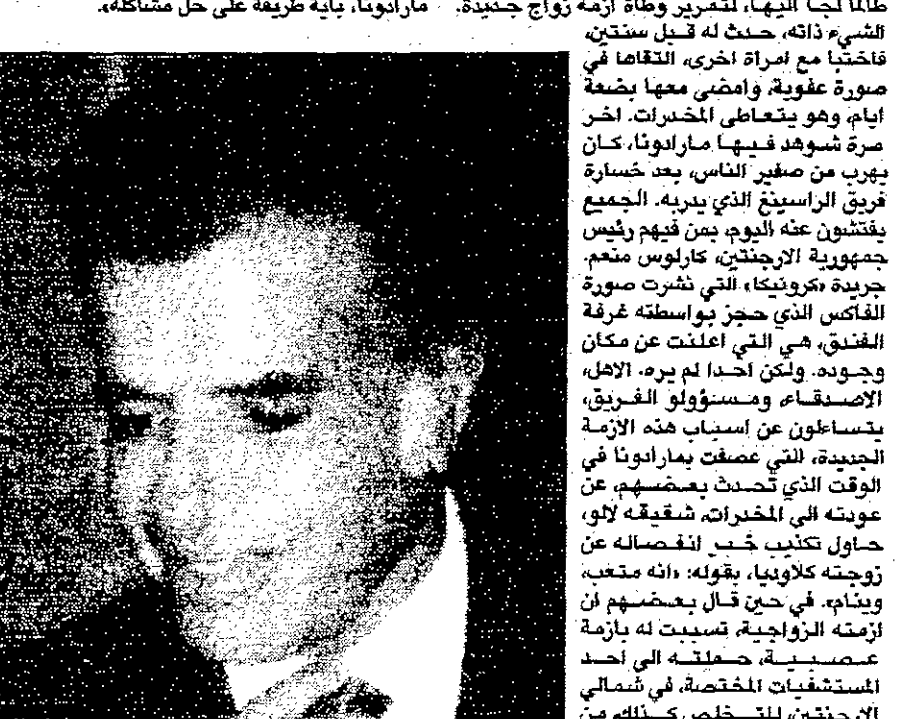 طالما لجأ اليها، لتمرير وطأة ازمة زواج جديدة.
مارادونا، باية طريقة على حل مشاكله».
الشيء ذاته، حدث له قبل سنتين،
فاختبأ مع امرأة اخرى، التقاها في
صورة عفوية، وامضى معها بضعة
ايام، وهو يتعاطى المخدرات. اخر
مرة شوهد فيها مارادونا، كان
يهرب من صفير الناس، بعد خسارة
فريق الراسينغ الذي يدربه. الجميع
يفتشون عنه اليوم، بمن فيهم رئيس
جمهورية الارجنتين، كارلوس منعم.
جريدة «كرونيكا» التي نشرت صورة
الفاكس الذي حجز بواسطته غرفة
الفندق، هي التي اعلنت عن مكان
وجوده. ولكن احدا لم يره. الاهل،
الاصدقاء، ومسؤولو الفريق،
يتساءلون عن اسباب هذه الازمة
الجديدة، التي عصفت بمارادونا في
الوقت الذي تحدث بعضهم، عن
عودته الى المخدرات، شقيقه لالو،
حاول تكذيب خبر انفصاله عن
زوجته كلاوديا، بقوله: «انه متعب،
وينام». في حين قال بعضهم ان
ازمته الزواجية، تسببت له بازمة
عصبية، حملته الى احد
المستشفيات المختصة، في شمالي
الارجنتين، للتخلص كذلك، من